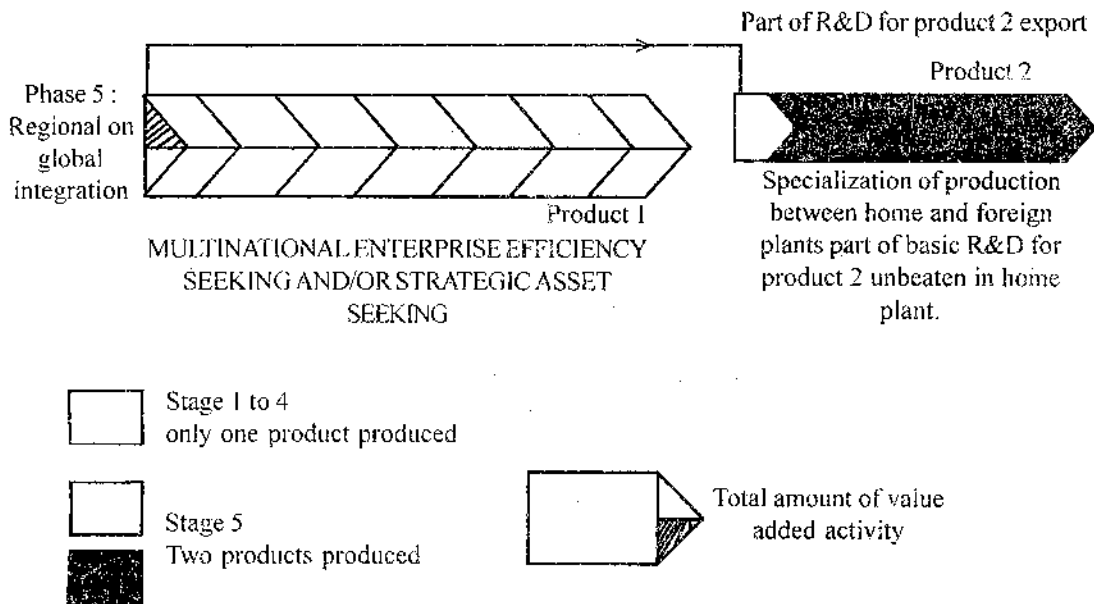 Part of R&D for product 2 export
Product 2
Phase 5 :
Regional on
global
integration
Product 1
MULTINATIONAL ENTERPRISE EFFICIENCY
SEEKING AND/OR STRATEGIC ASSET
SEEKING
Specialization of production
between home and foreign
plants part of basic R&D for
product 2 unbeaten in home
plant.
Stage 1 to 4
only one product produced
Stage 5
Two products produced
Total amount of value
added activity